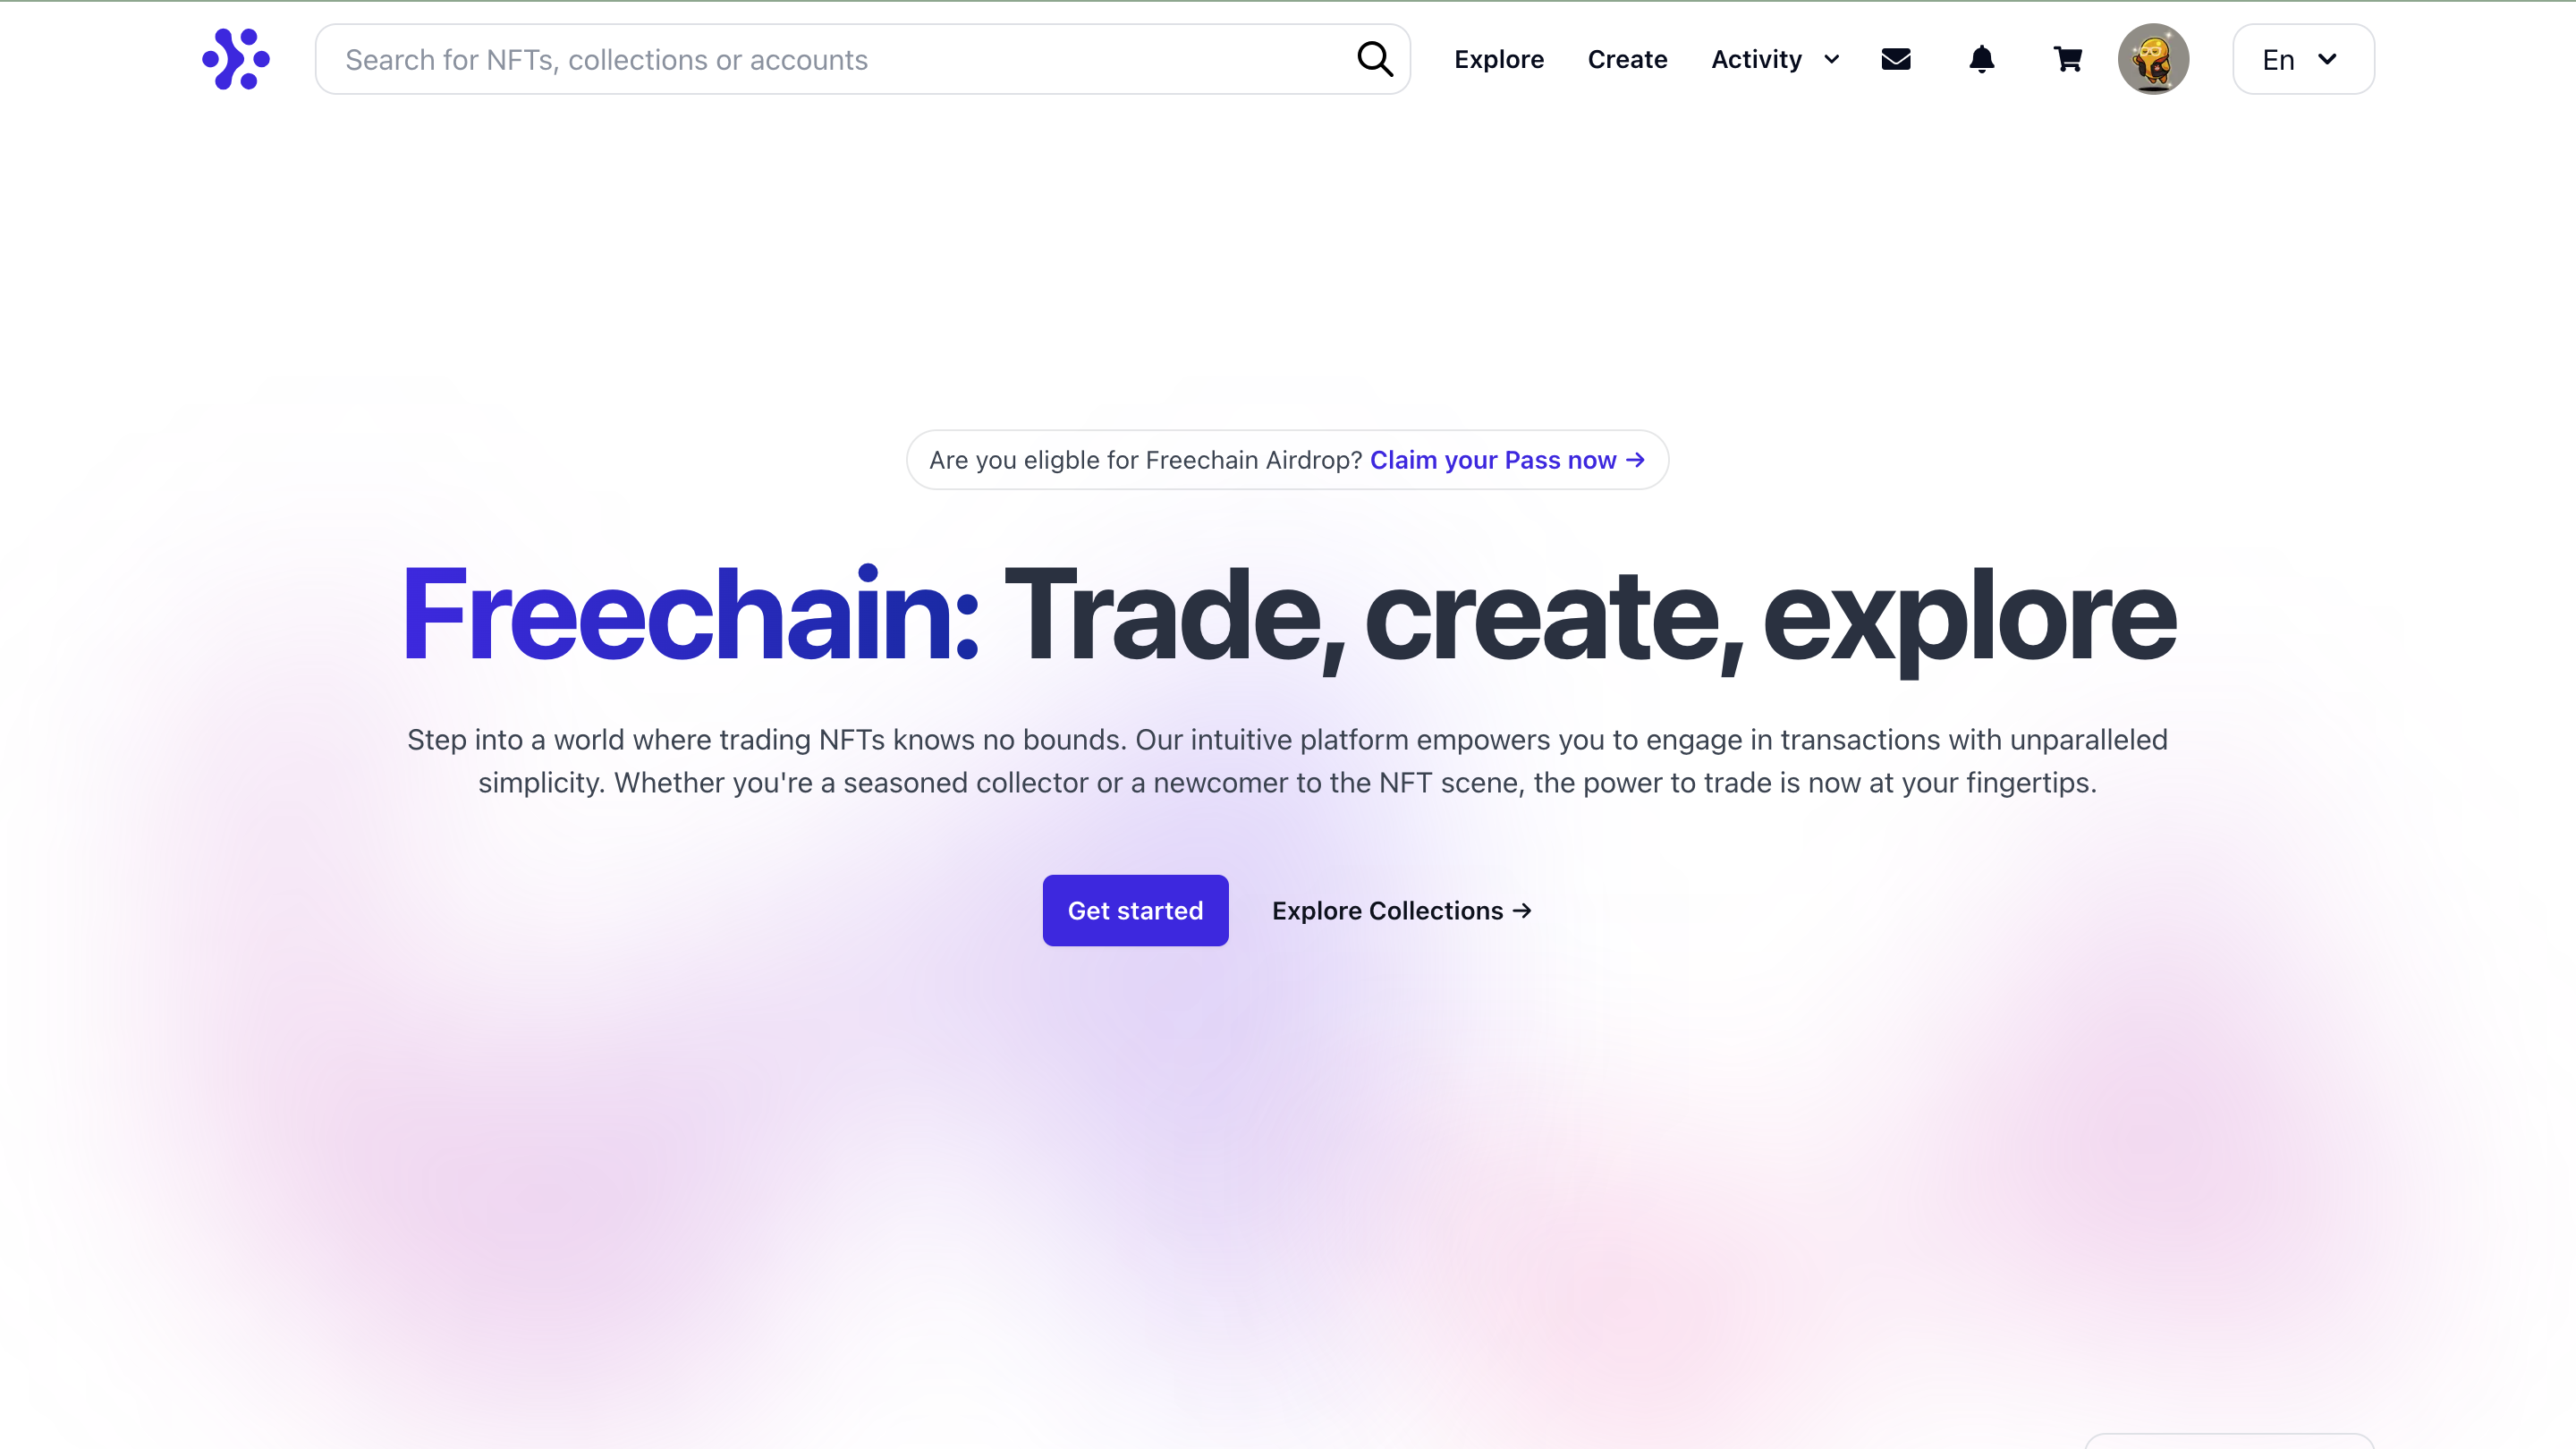 Search for NFTs, collections or accounts
Explore
Create
Activity
En
Are you eligble for Freechain Airdrop? Claim your Pass now →
Freechain: Trade, create, explore
Step into a world where trading NFTs knows no bounds. Our intuitive platform empowers you to engage in transactions with unparalleled
simplicity. Whether you're a seasoned collector or a newcomer to the NFT scene, the power to trade is now at your fingertips.
Get started
Explore Collections →